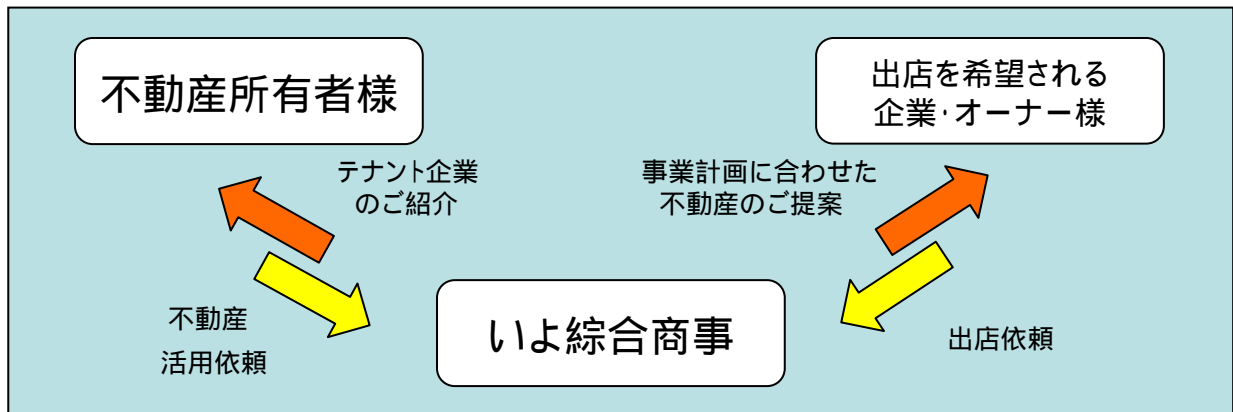 不動産所有者様
出店を希望される
企業・オーナー様
テナント企業
のご紹介
事業計画に合わせた
不動産のご提案
不動産
活用依頼
いよ綜合商事
出店依頼